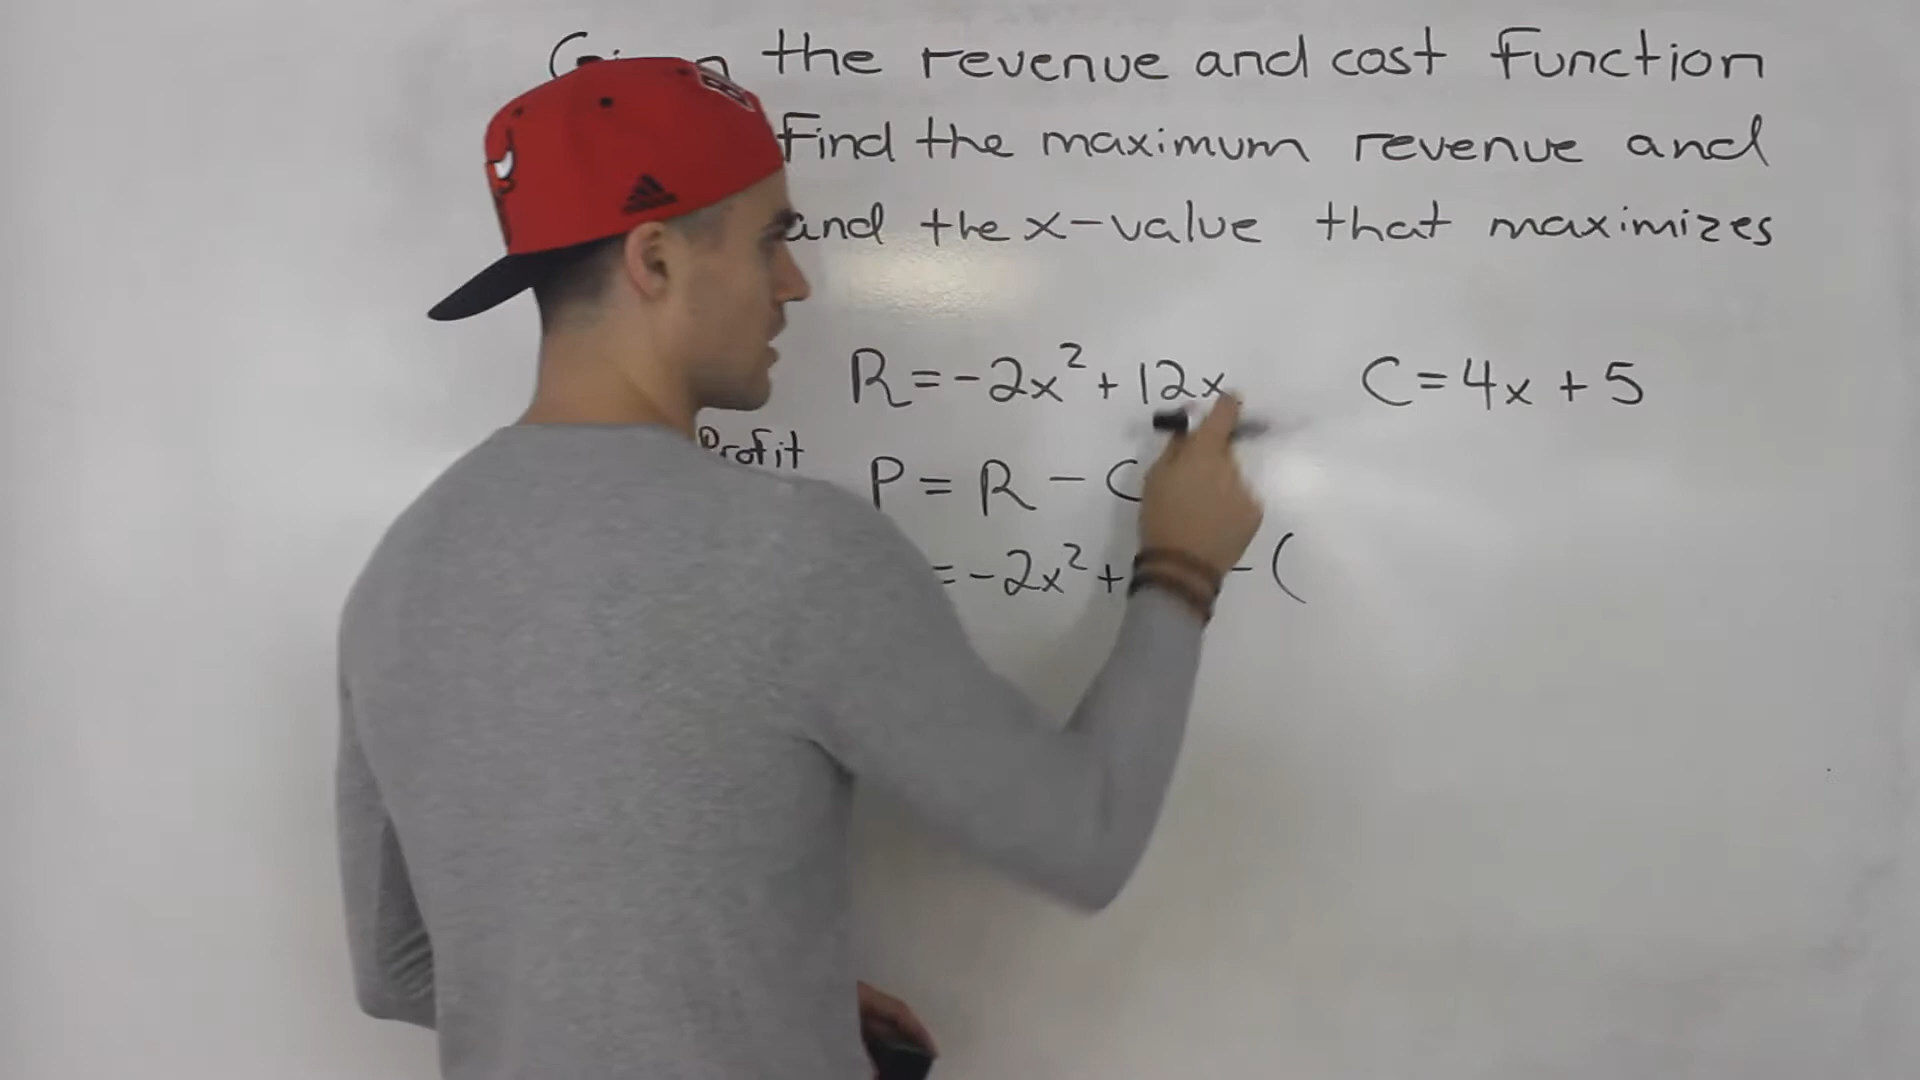 the revenue and cost function
Find the maximum revenue and
and the x-value that maximizes
R = -2x² + 12x C = 4x + 5
Profit
P = R - C
= -2x² + - (